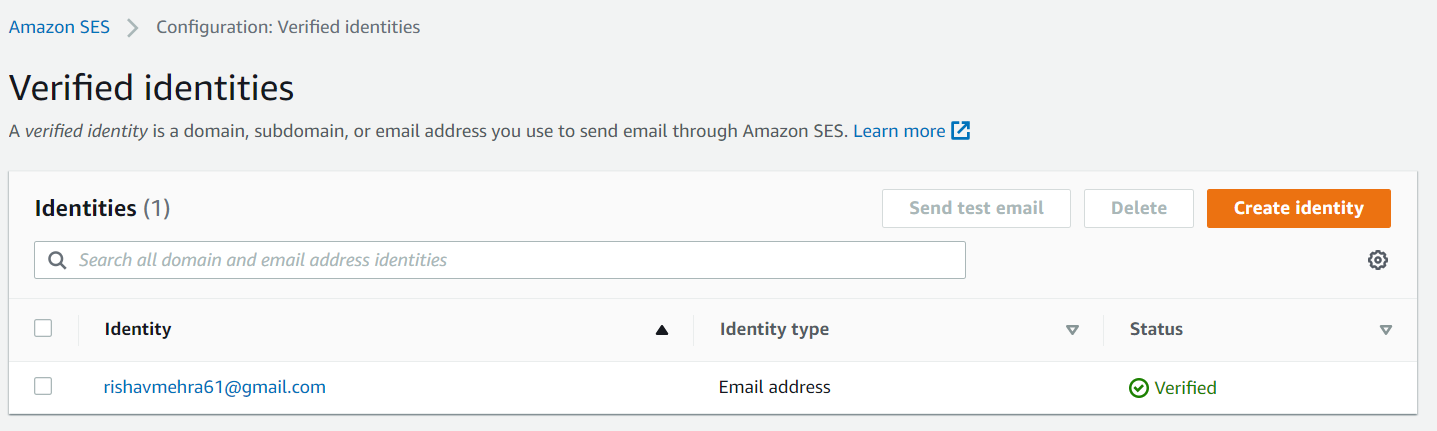 Amazon SES > Configuration: Verified identities
Verified identities
A verified identity is a domain, subdomain, or email address you use to send email through Amazon SES. Learn more
Identities (1) Send test email Delete Create identity
Search all domain and email address identities
Identity Identity type Status
rishavmehra61@gmail.com Email address Verified